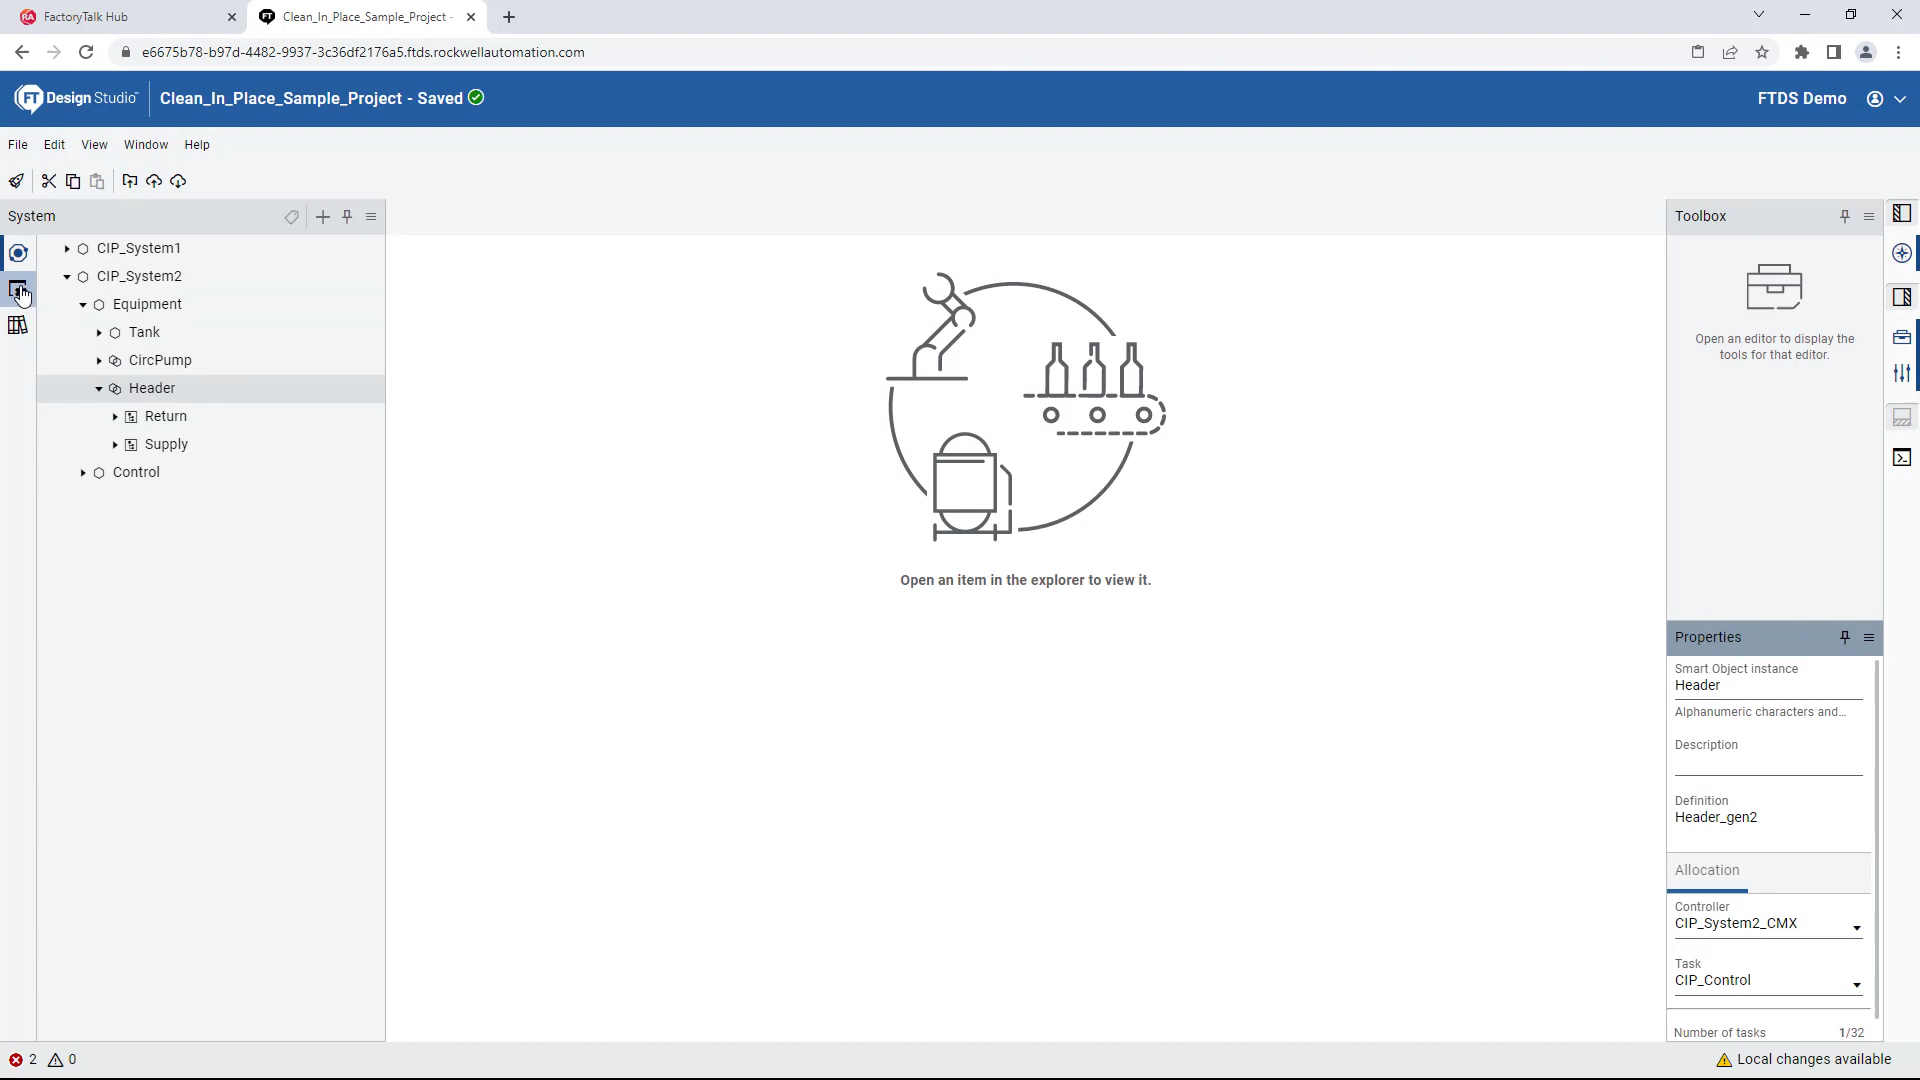 FactoryTalk Hub
Clean_In_Place_Sample_Project -
e6675b78-b97d-4482-9937-3c36df2176a5.ftds.rockwellautomation.com
FT DesignStudio™ Clean_In_Place_Sample_Project - Saved
FTDS Demo
File Edit View Window Help
System
CIP_System1
CIP_System2
Equipment
Tank
CircPump
Header
Return
Supply
Control
Open an item in the explorer to view it.
Toolbox
Open an editor to display the
tools for that editor.
Properties
Smart Object instance
Header
Alphanumeric characters and...
Description
Definition
Header_gen2
Allocation
Controller
CIP_System2_CMX
Task
CIP_Control
Number of tasks 1/32
2 0
Local changes available